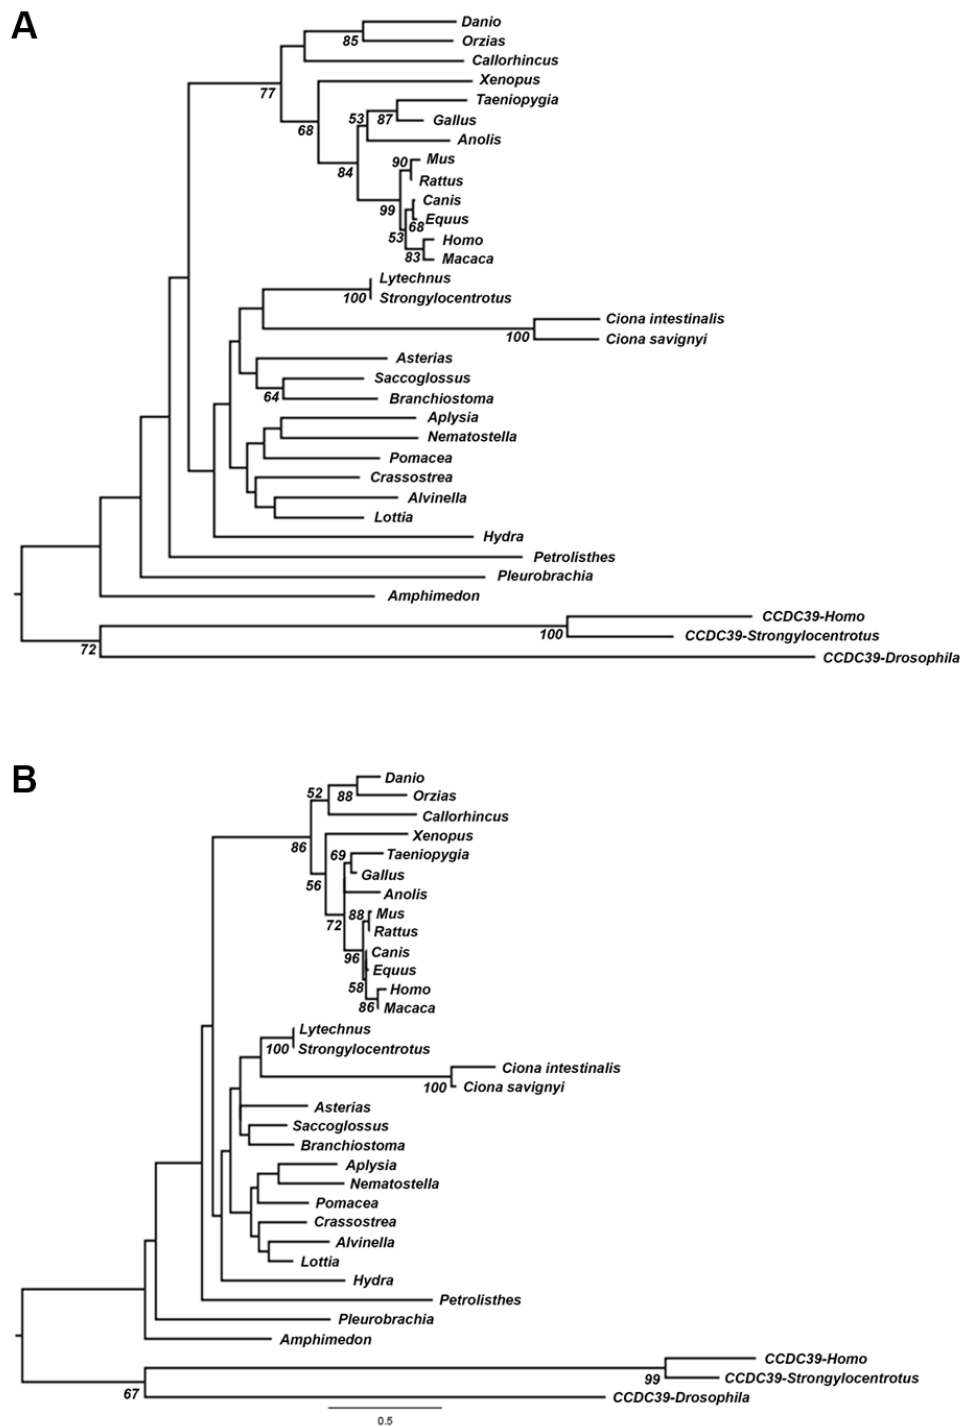 A
Danio
85
Orzias
Callorhincus
77
Xenopus
68
Taeniopygia
53
87
Gallus
Anolis
84
90
Mus
Rattus
99
Canis
68
Equus
53
Homo
83
Macaca
Lytechnus
100
Strongylocentrotus
Ciona intestinalis
100
Ciona savignyi
Asterias
Saccoglossus
64
Branchiostoma
Aplysia
Nematostella
Pomacea
Crassostrea
Alvinella
Lottia
Hydra
Petrolisthes
Pleurobrachia
Amphimedon
CCDC39-Homo
100
CCDC39-Strongylocentrotus
72
CCDC39-Drosophila
B
Danio
52
88
Orzias
Callorhincus
86
Xenopus
56
69
Taeniopygia
Gallus
Anolis
72
88
Mus
Rattus
96
Canis
Equus
58
Homo
86
Macaca
Lytechnus
100
Strongylocentrotus
Ciona intestinalis
100
Ciona savignyi
Asterias
Saccoglossus
Branchiostoma
Aplysia
Nematostella
Pomacea
Crassostrea
Alvinella
Lottia
Hydra
Petrolisthes
Pleurobrachia
Amphimedon
CCDC39-Homo
99
CCDC39-Strongylocentrotus
67
CCDC39-Drosophila
0.5